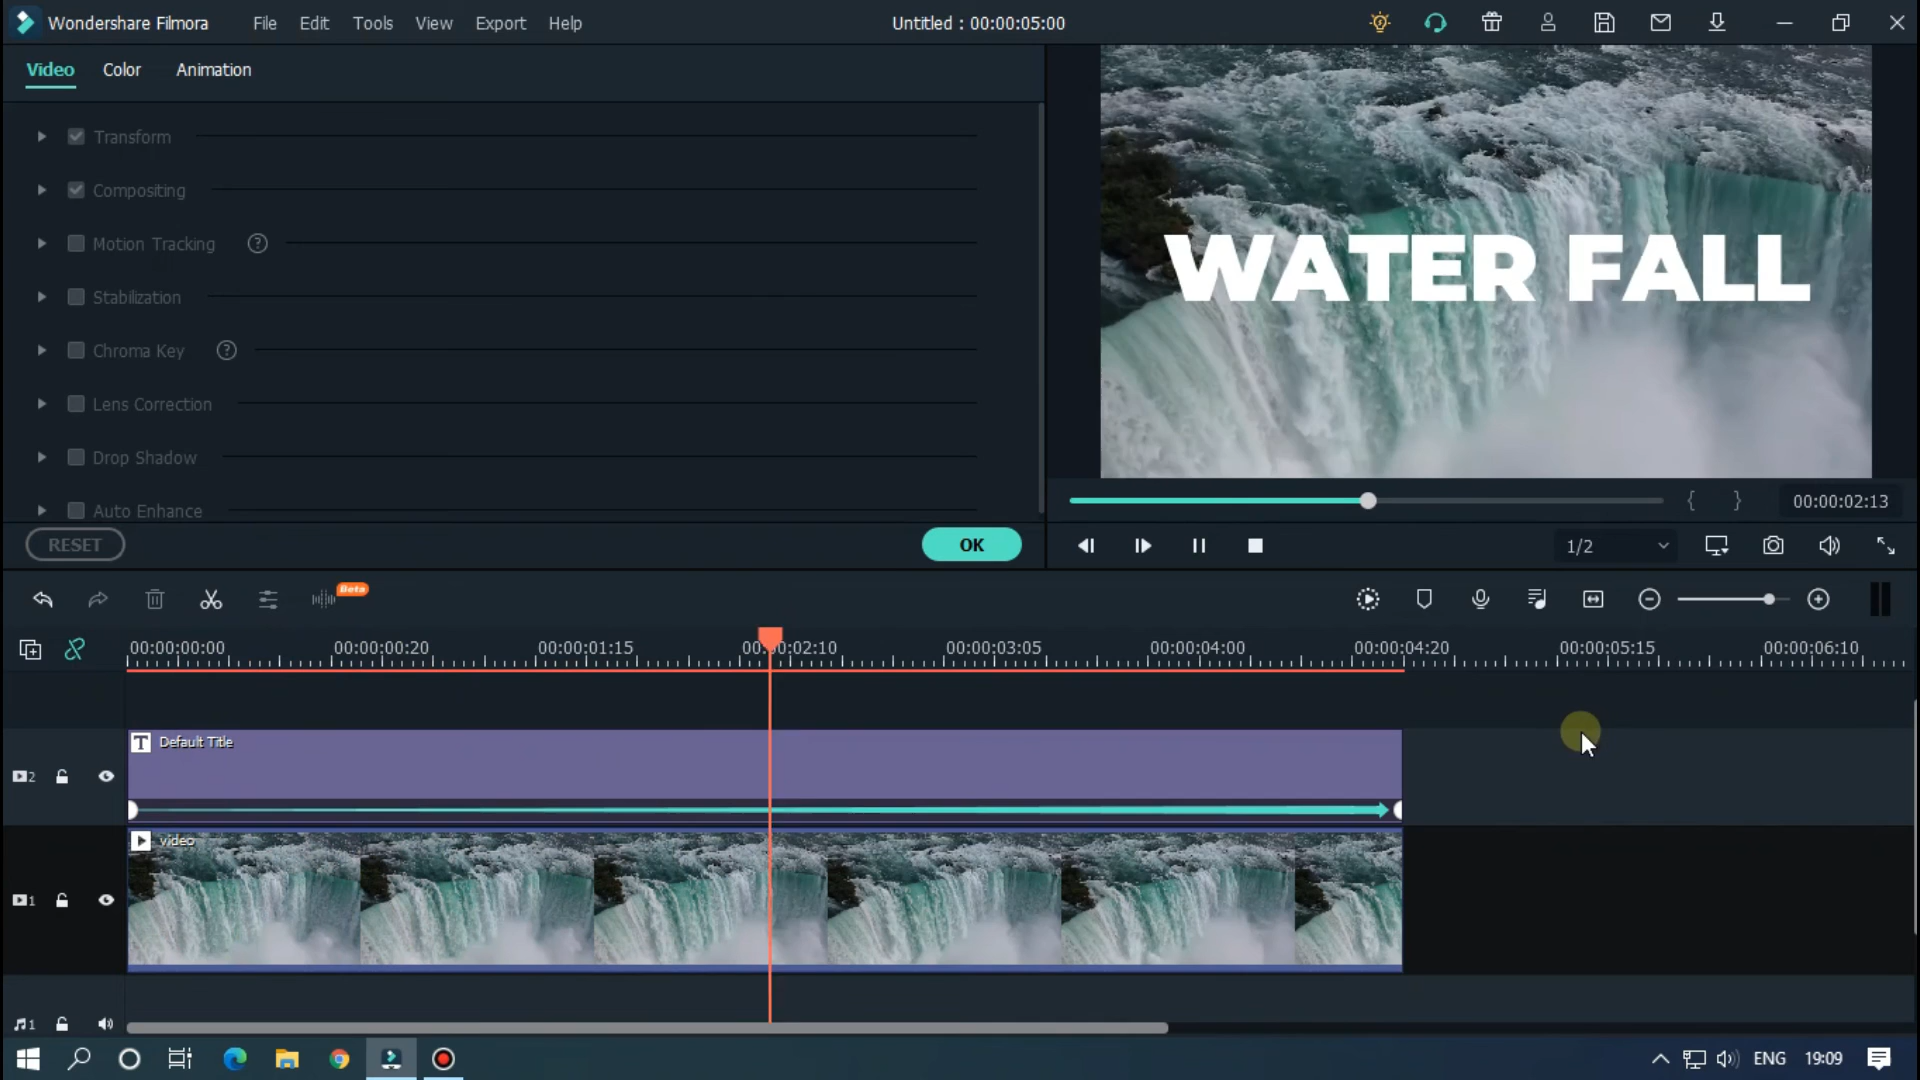 Wondershare Filmora File Edit Tools View Export Help Untitled : 00:00:05:00
Video Color Animation
Transform
Compositing
Motion Tracking ?
Stabilization
Chroma Key ?
Lens Correction
Drop Shadow
Auto Enhance
RESET OK
WATER FALL
{ } 00:00:02:13
1/2
Beta
00:00:00:00 00:00:00:20 00:00:01:15 00:00:02:10 00:00:03:05 00:00:04:00 00:00:04:20 00:00:05:15 00:00:06:10
T Default Title
2
video
1
1
ENG 19:09